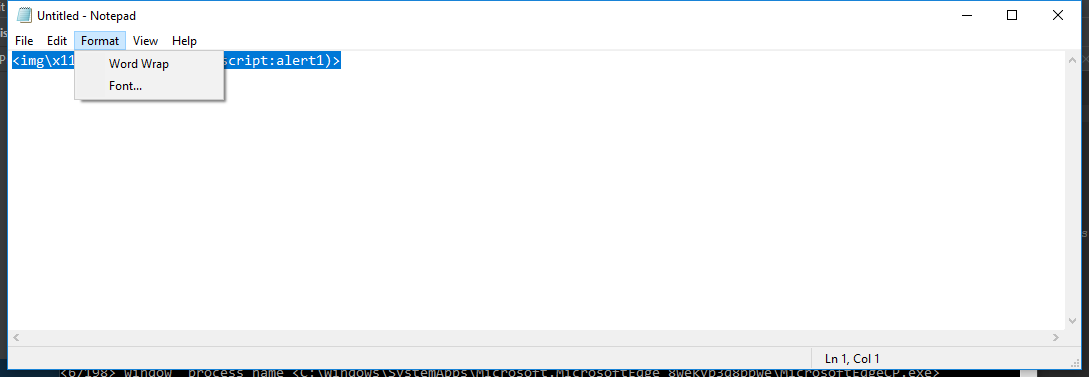 Untitled - Notepad
File Edit Format View Help
<img\x11 script:alert1)>
Word Wrap
Font...
Ln 1, Col 1
<6/198> window process name <C:\Windows\SystemApps\Microsoft.MicrosoftEdge_8wekyb3d8bbwe\MicrosoftEdgeCP.exe>